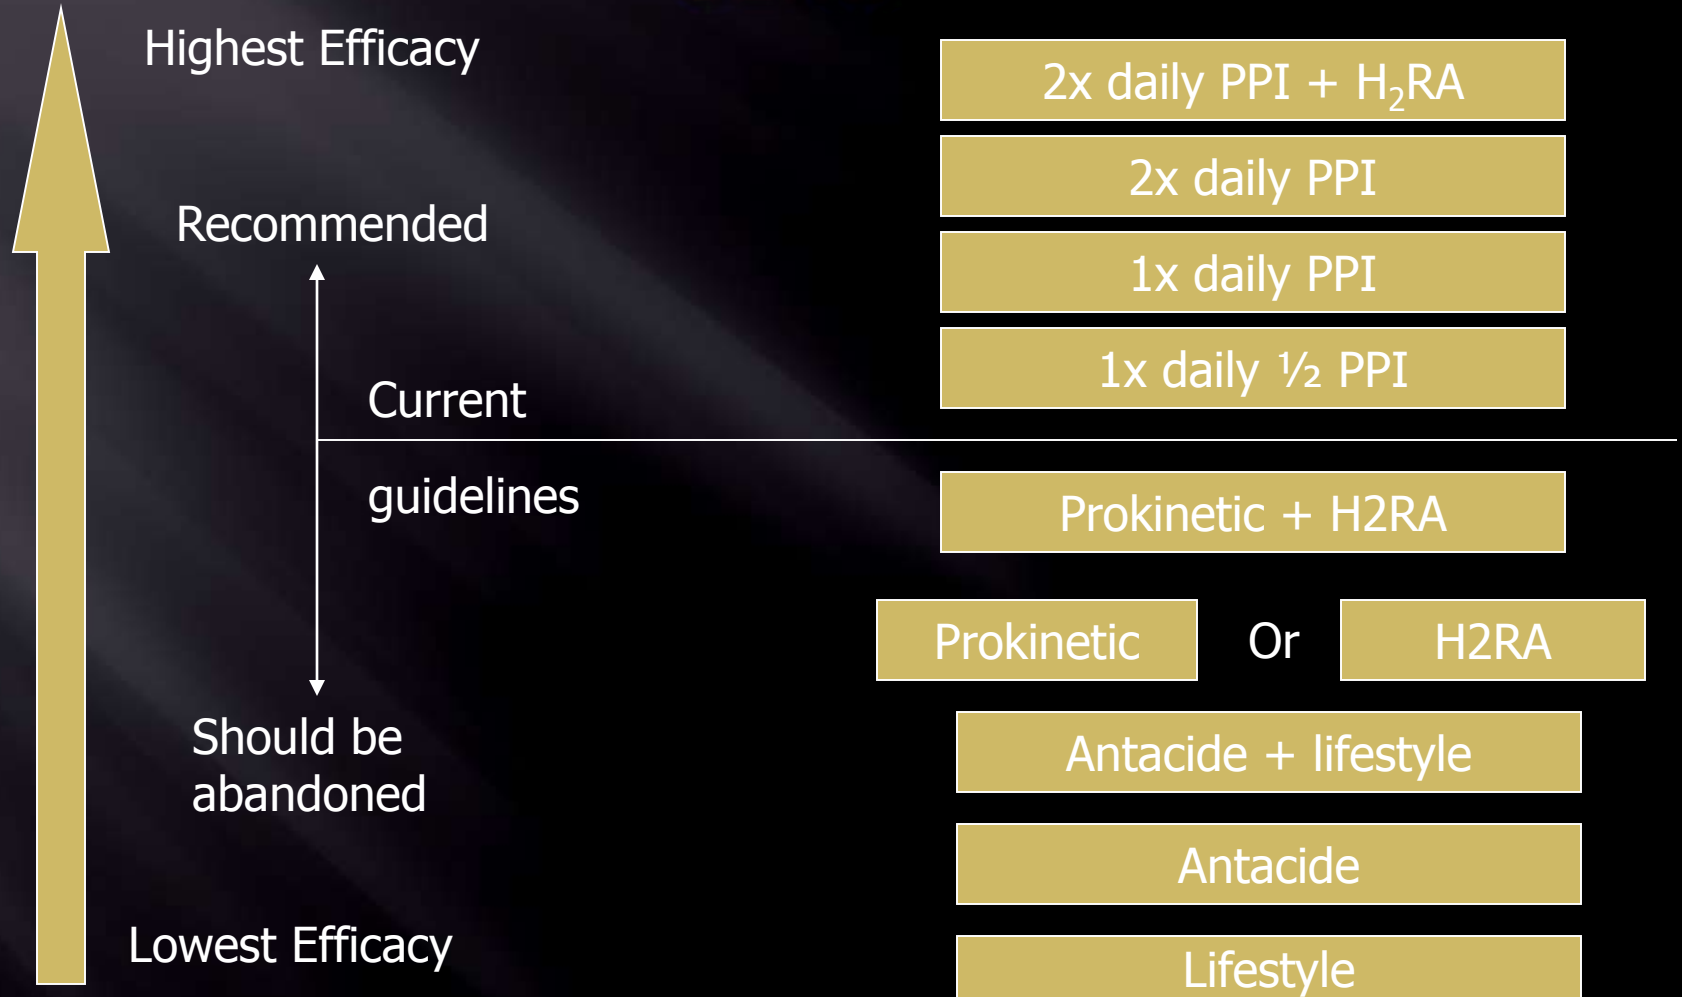 Highest Efficacy
2x daily PPI + H₂RA
2x daily PPI
Recommended
1x daily PPI
1x daily ½ PPI
Current
guidelines
Prokinetic + H2RA
Prokinetic Or H2RA
Should be
abandoned
Antacide + lifestyle
Antacide
Lowest Efficacy
Lifestyle